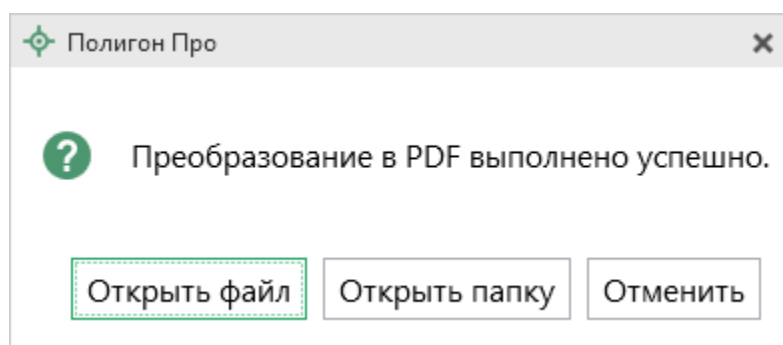 Полигон Про
Преобразование в PDF выполнено успешно.
Открыть файл
Открыть папку
Отменить